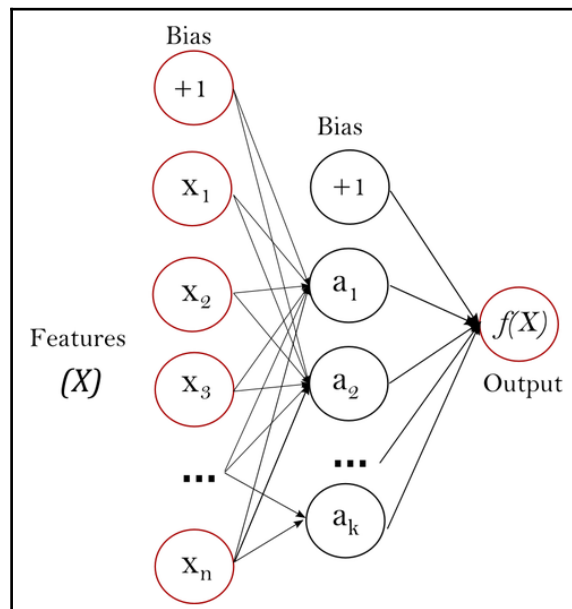 Bias
+1
Bias
x1
+1
x2
a1
Features
(X)
f(X)
x3
a2
Output
...
...
ak
xn